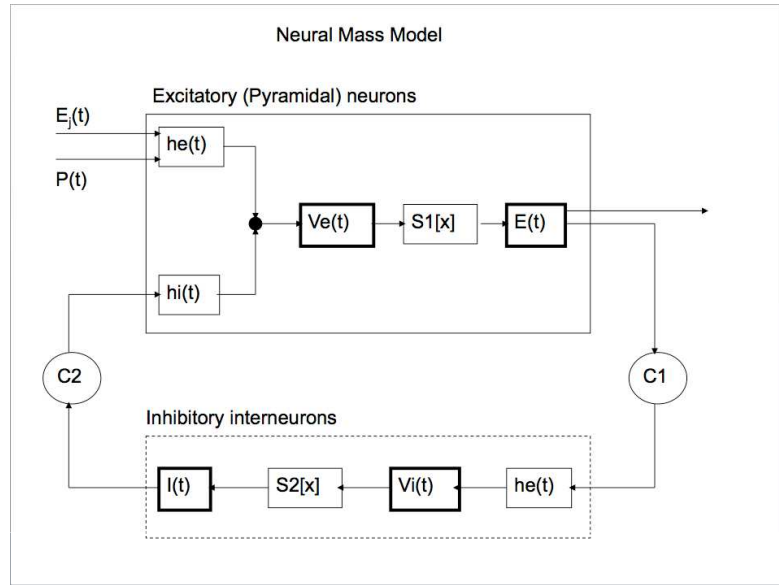 Neural Mass Model
Excitatory (Pyramidal) neurons
Ej(t)
he(t)
P(t)
Ve(t)
S1[x]
E(t)
hi(t)
C2
C1
Inhibitory interneurons
I(t)
S2[x]
Vi(t)
he(t)